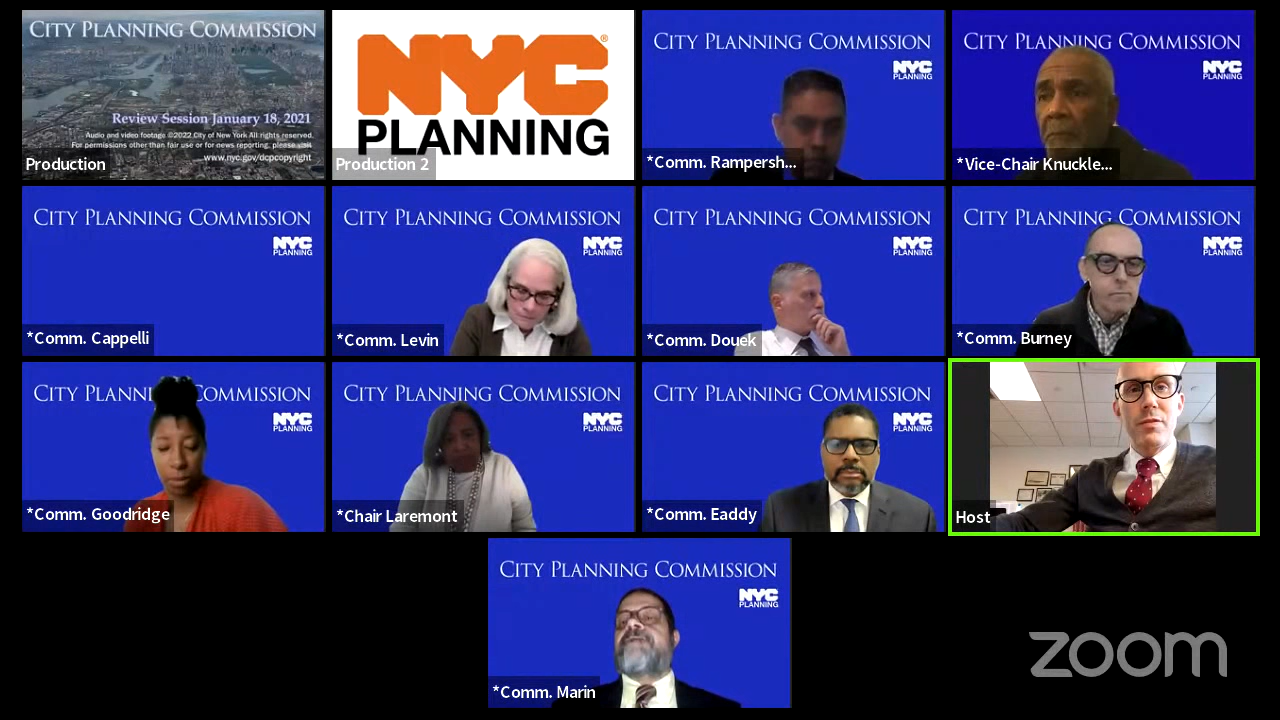 CITY PLANNING COMMISSION
Review Session January 18, 2021
Audio and video footage ©2022 City of New York All rights reserved.
For permissions other than fair use or for news reporting, please visit
www.nyc.gov/dcpcopyright
Production
NYC®
PLANNING
Production 2
CITY PLANNING COMMISSION
NYC
PLANNING
*Comm. Rampersh...
CITY PLANNING COMMISSION
NYC
PLANNING
*Vice-Chair Knuckle...
CITY PLANNING COMMISSION
NYC
PLANNING
*Comm. Cappelli
CITY PLANNING COMMISSION
NYC
PLANNING
*Comm. Levin
CITY PLANNING COMMISSION
NYC
PLANNING
*Comm. Douek
CITY PLANNING COMMISSION
NYC
PLANNING
*Comm. Burney
CITY PLANNING COMMISSION
NYC
PLANNING
*Comm. Goodridge
CITY PLANNING COMMISSION
NYC
PLANNING
*Chair Laremont
CITY PLANNING COMMISSION
NYC
PLANNING
*Comm. Eaddy
Host
CITY PLANNING COMMISSION
NYC
PLANNING
*Comm. Marin
zoom